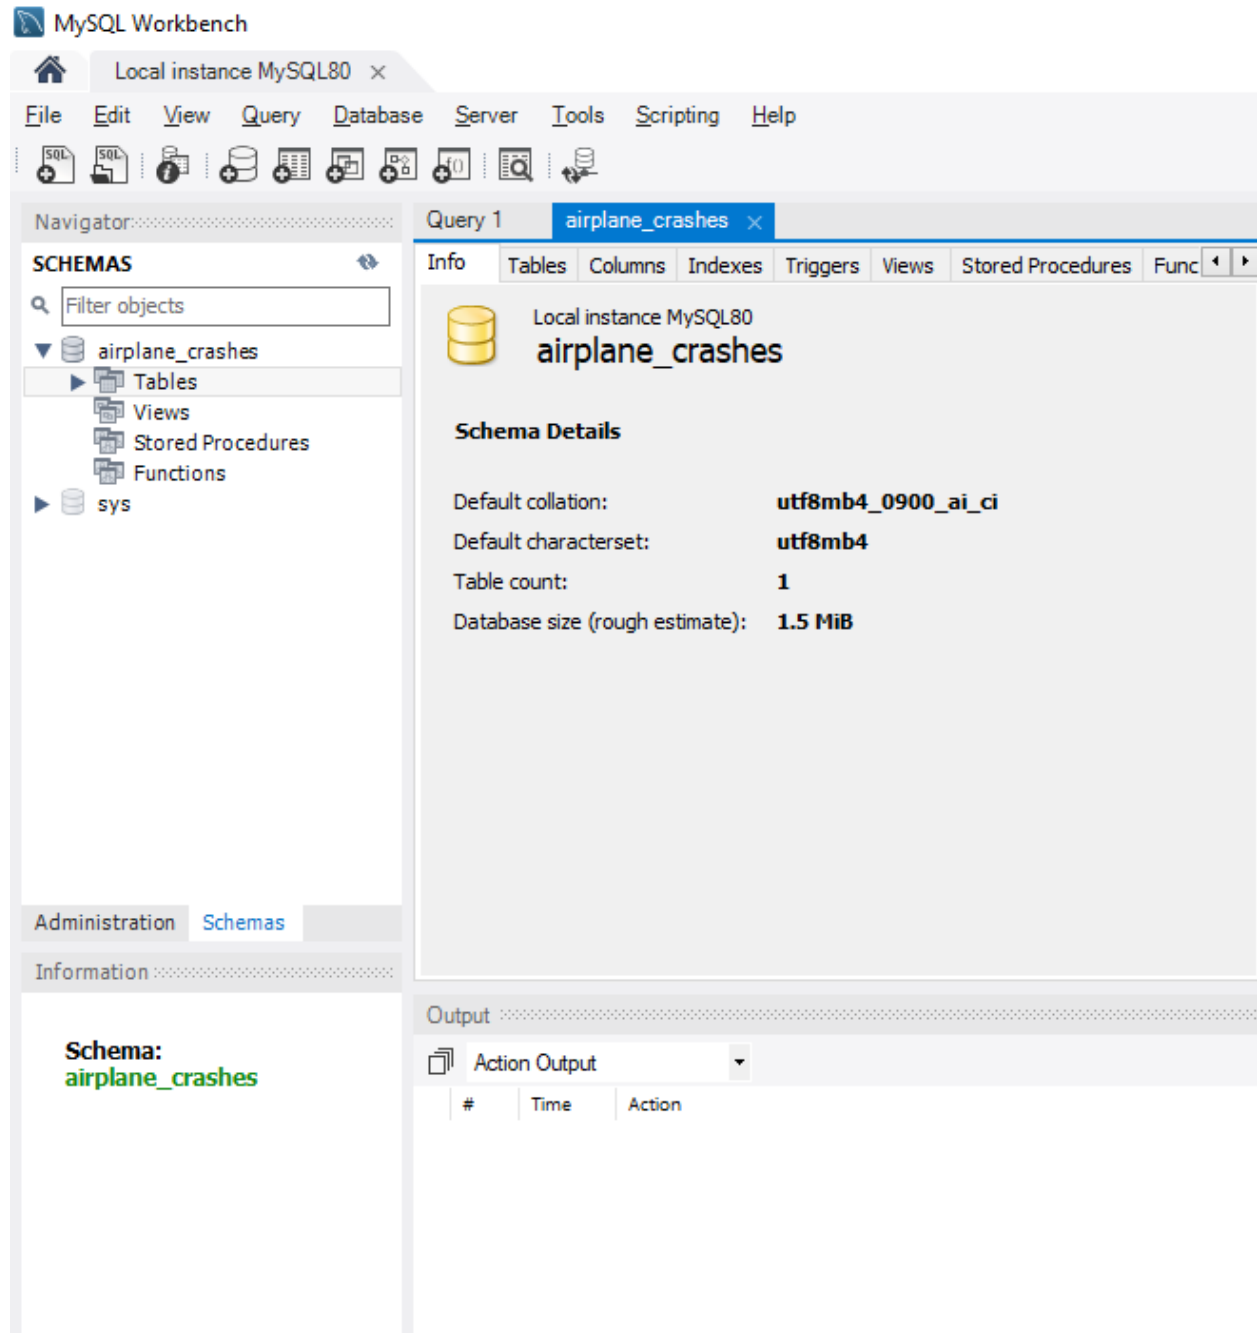 MySQL Workbench
Local instance MySQL80
File Edit View Query Database Server Tools Scripting Help
Navigator
SCHEMAS
Filter objects
airplane_crashes
Tables
Views
Stored Procedures
Functions
sys
Administration Schemas
Information
Schema:
airplane_crashes
Query 1 airplane_crashes
Info Tables Columns Indexes Triggers Views Stored Procedures Func
Local instance MySQL80
airplane_crashes
Schema Details
Default collation: utf8mb4_0900_ai_ci
Default characterset: utf8mb4
Table count: 1
Database size (rough estimate): 1.5 MiB
Output
Action Output
# Time Action